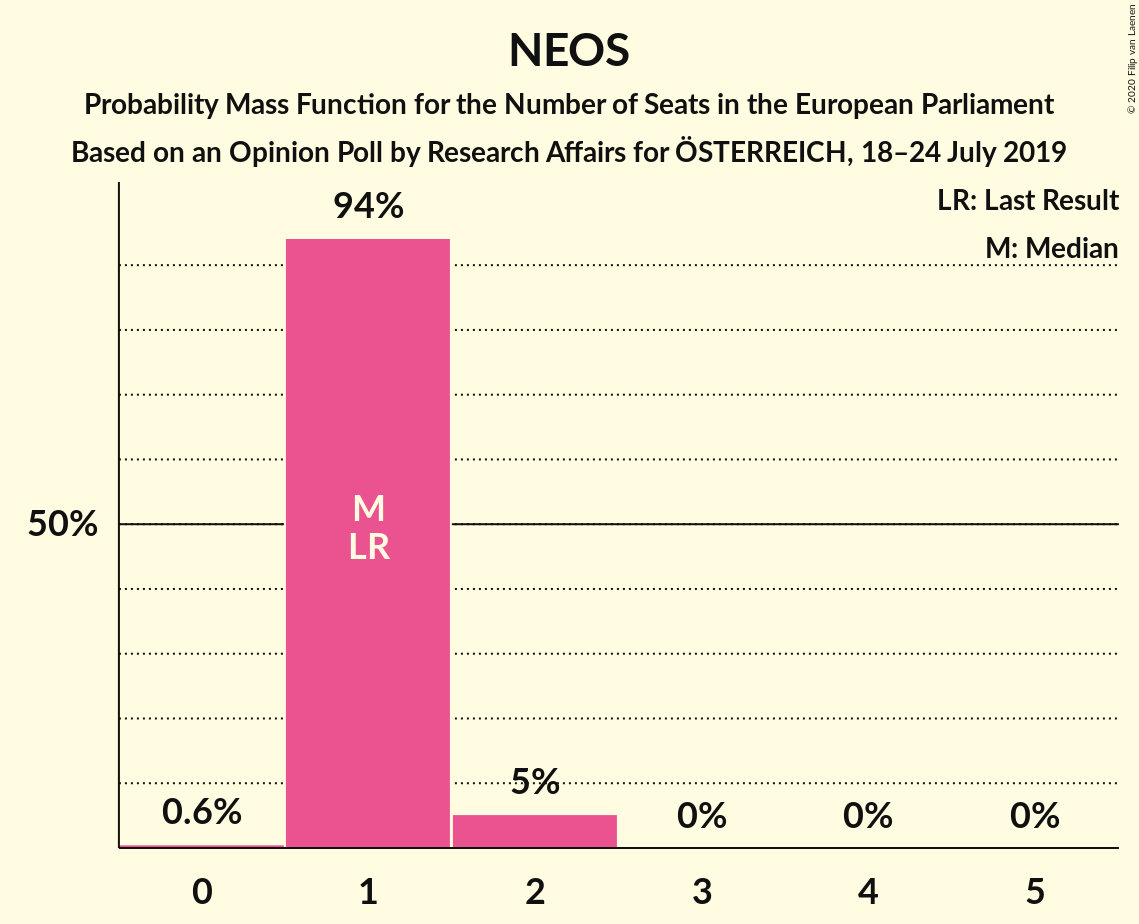 NEOS
Probability Mass Function for the Number of Seats in the European Parliament
Based on an Opinion Poll by Research Affairs for ÖSTERREICH, 18–24 July 2019
© 2020 Filip van Laenen
LR: Last Result
M: Median
94%
50%
M
LR
0.6%
5%
0%
0%
0%
0
1
2
3
4
5